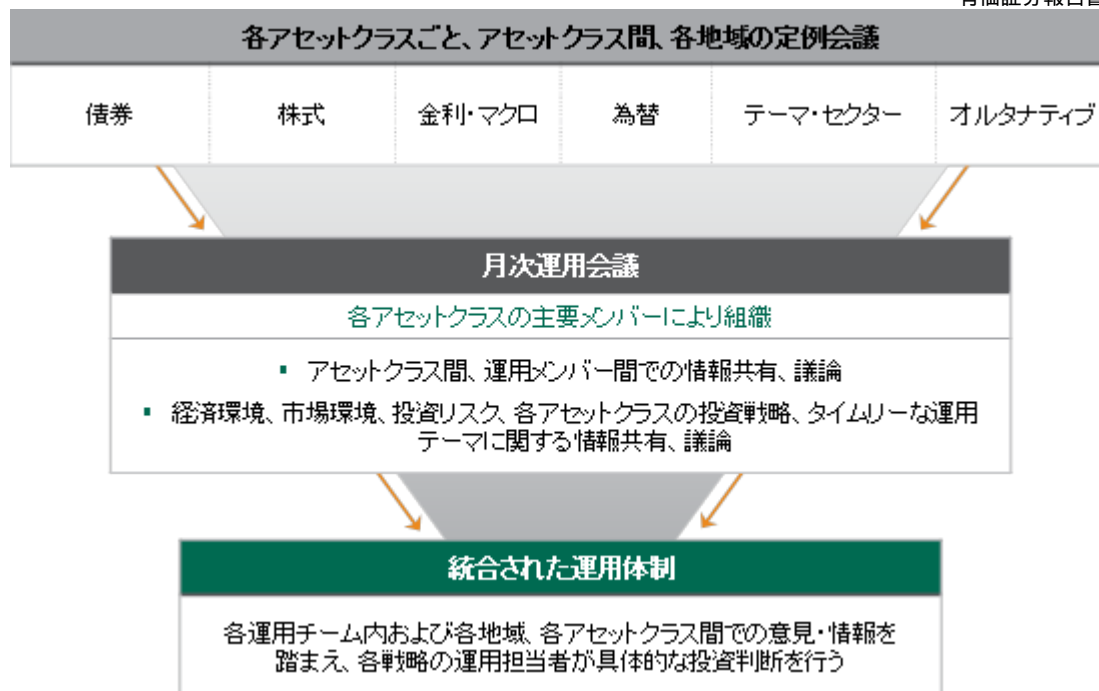 有価証券報告書
各アセットクラスごと、アセットクラス間、各地域の定例会議
債券 株式 金利・マクロ 為替 テーマ・セクター オルタナティブ
月次運用会議
各アセットクラスの主要メンバーにより組織
▪ アセットクラス間、運用メンバー間での情報共有、議論
▪ 経済環境、市場環境、投資リスク、各アセットクラスの投資戦略、タイムリーな運用
テーマに関する情報共有、議論
統合された運用体制
各運用チーム内および各地域、各アセットクラス間での意見・情報を
踏まえ、各戦略の運用担当者が具体的な投資判断を行う